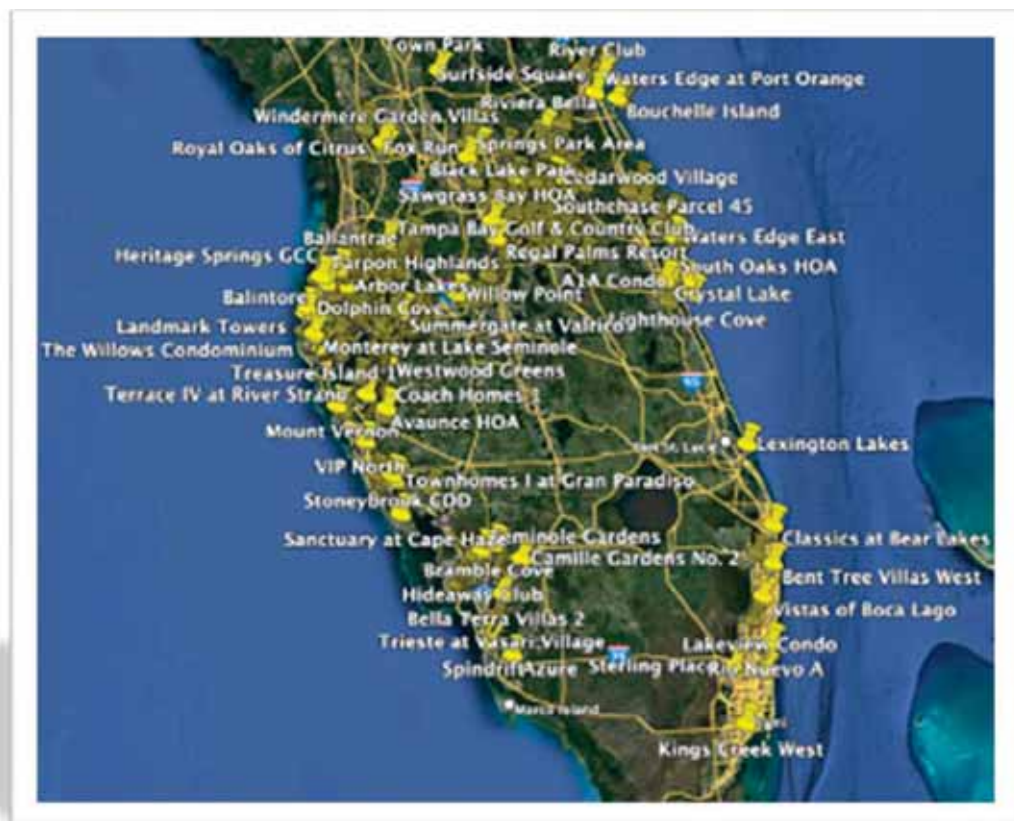 Town Park
River Club
Surfside Square
Waters Edge at Port Orange
Riviera Bella
Bouchelle Island
Windermere Garden Villas
Royal Oaks of Citrus
Fox Run
Springs Park Area
Black Lake Park
Cedarwood Village
Sawgrass Bay HOA
Southchase Parcel 45
Ballantrae
Tampa Bay Golf & Country Club
Waters Edge East
Heritage Springs GCC
Tarpon Highlands
Regal Palms Resort
South Oaks HOA
Arbor Lakes
A1A Condo
Balintore
Willow Point
Crystal Lake
Dolphin Cove
Landmark Towers
Summergate at Valrico
Lighthouse Cove
The Willows Condominium
Monterey at Lake Seminole
Treasure Island 1
Westwood Greens
95
Terrace IV at River Strand
Coach Homes 1
Avaunce HOA
Mount Vernon
Port St. Lucie
Lexington Lakes
VIP North
Townhomes I at Gran Paradiso
Stoneybrook CDD
Sanctuary at Cape Haze
Seminole Gardens
Classics at Bear Lakes
Camille Gardens No. 2
Bramble Cove
Bent Tree Villas West
Hideaway Club
Vistas of Boca Lago
Bella Terra Villas 2
Trieste at Vasari Village
75
Lakeview Condo
Spindrift
Azure
Sterling Place
Rio Nuevo A
Marco Island
Kings Creek West